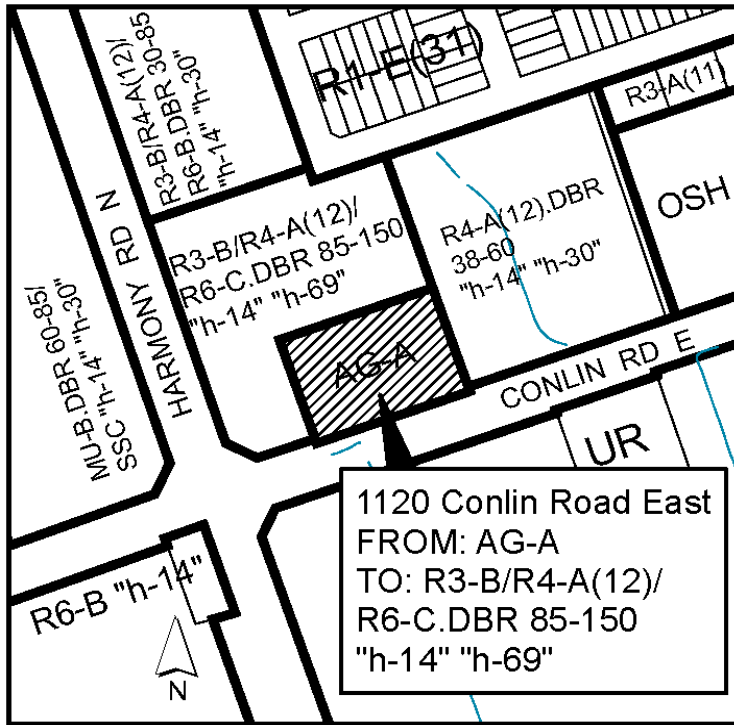 R3-B/R4-A(12)/
R6-B.DBR 30-85
"h-14" "h-30"
R1-E(31)
R3-A(11)
OSH
R4-A(12).DBR
38-60
"h-14" "h-30"
R3-B/R4-A(12)/
R6-C.DBR 85-150
"h-14" "h-69"
HARMONY RD N
MU-B.DBR 60-85/
SSC "h-14" "h-30"
AG-A
CONLIN RD E
UR
1120 Conlin Road East
FROM: AG-A
TO: R3-B/R4-A(12)/
R6-C.DBR 85-150
"h-14" "h-69"
R6-B "h-14"
N